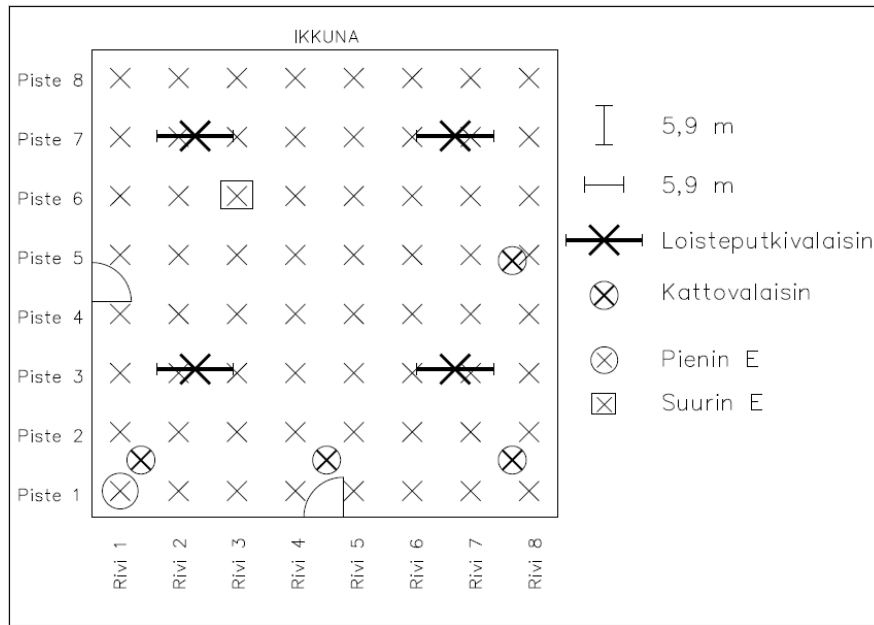 IKKUNA
Piste 8
Piste 7
Piste 6
Piste 5
Piste 4
Piste 3
Piste 2
Piste 1
Rivi 1
Rivi 2
Rivi 3
Rivi 4
Rivi 5
Rivi 6
Rivi 7
Rivi 8
5,9 m
5,9 m
Loisteputkivalaisin
Kattovalaisin
Pienin E
Suurin E